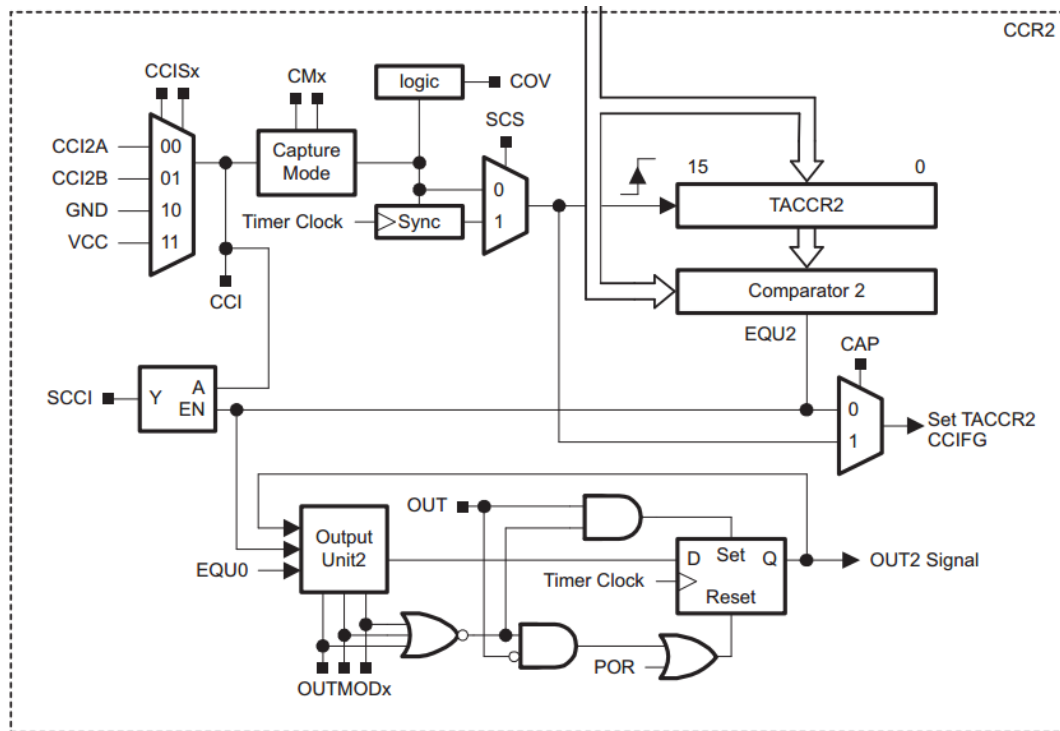 CCR2
CCISx
CMx
logic
COV
SCS
CCI2A
00
CCI2B
01
GND
10
VCC
11
Capture
Mode
0
1
15
0
TACCR2
Timer Clock
Sync
CCI
Comparator 2
EQU2
CAP
SCCI
Y
A
EN
0
1
Set TACCR2
CCIFG
OUT
Output
Unit2
EQU0
D
Set
Q
OUT2 Signal
Timer Clock
Reset
POR
OUTMODx